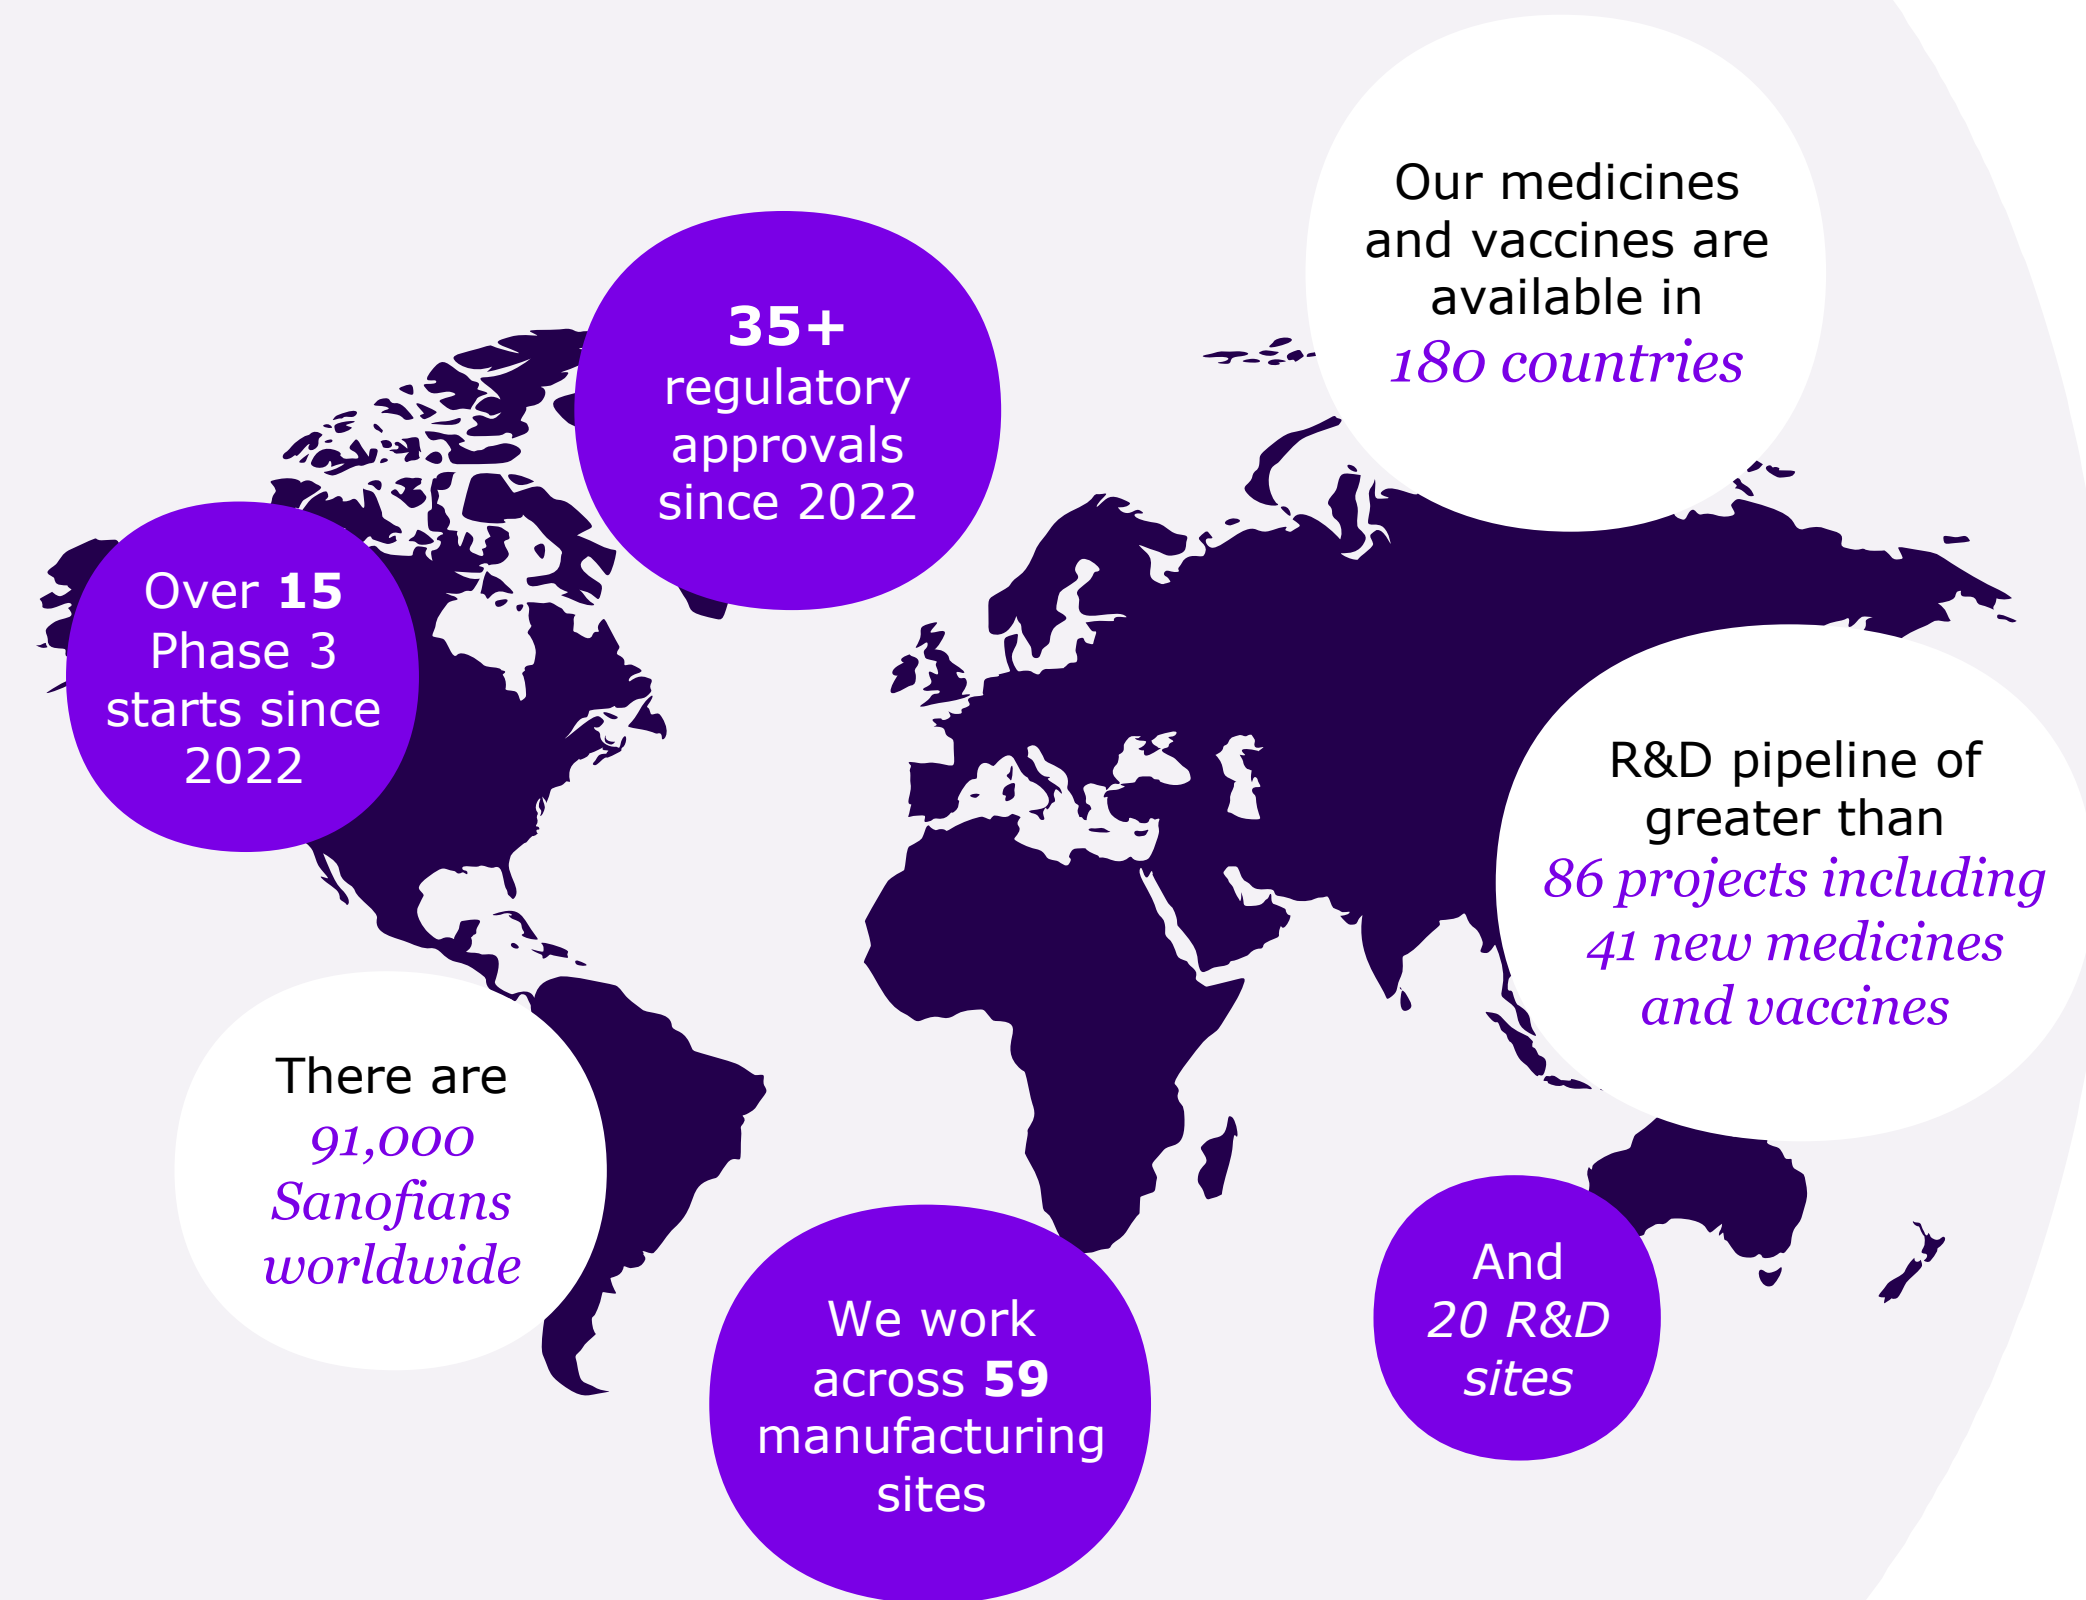 Our medicines
and vaccines are
available in
180 countries
35+
regulatory
approvals
since 2022
Over 15
Phase 3
starts since
2022
R&D pipeline of
greater than
86 projects including
41 new medicines
and vaccines
There are
91,000
Sanofians
worldwide
We work
across 59
manufacturing
sites
And
20 R&D
sites